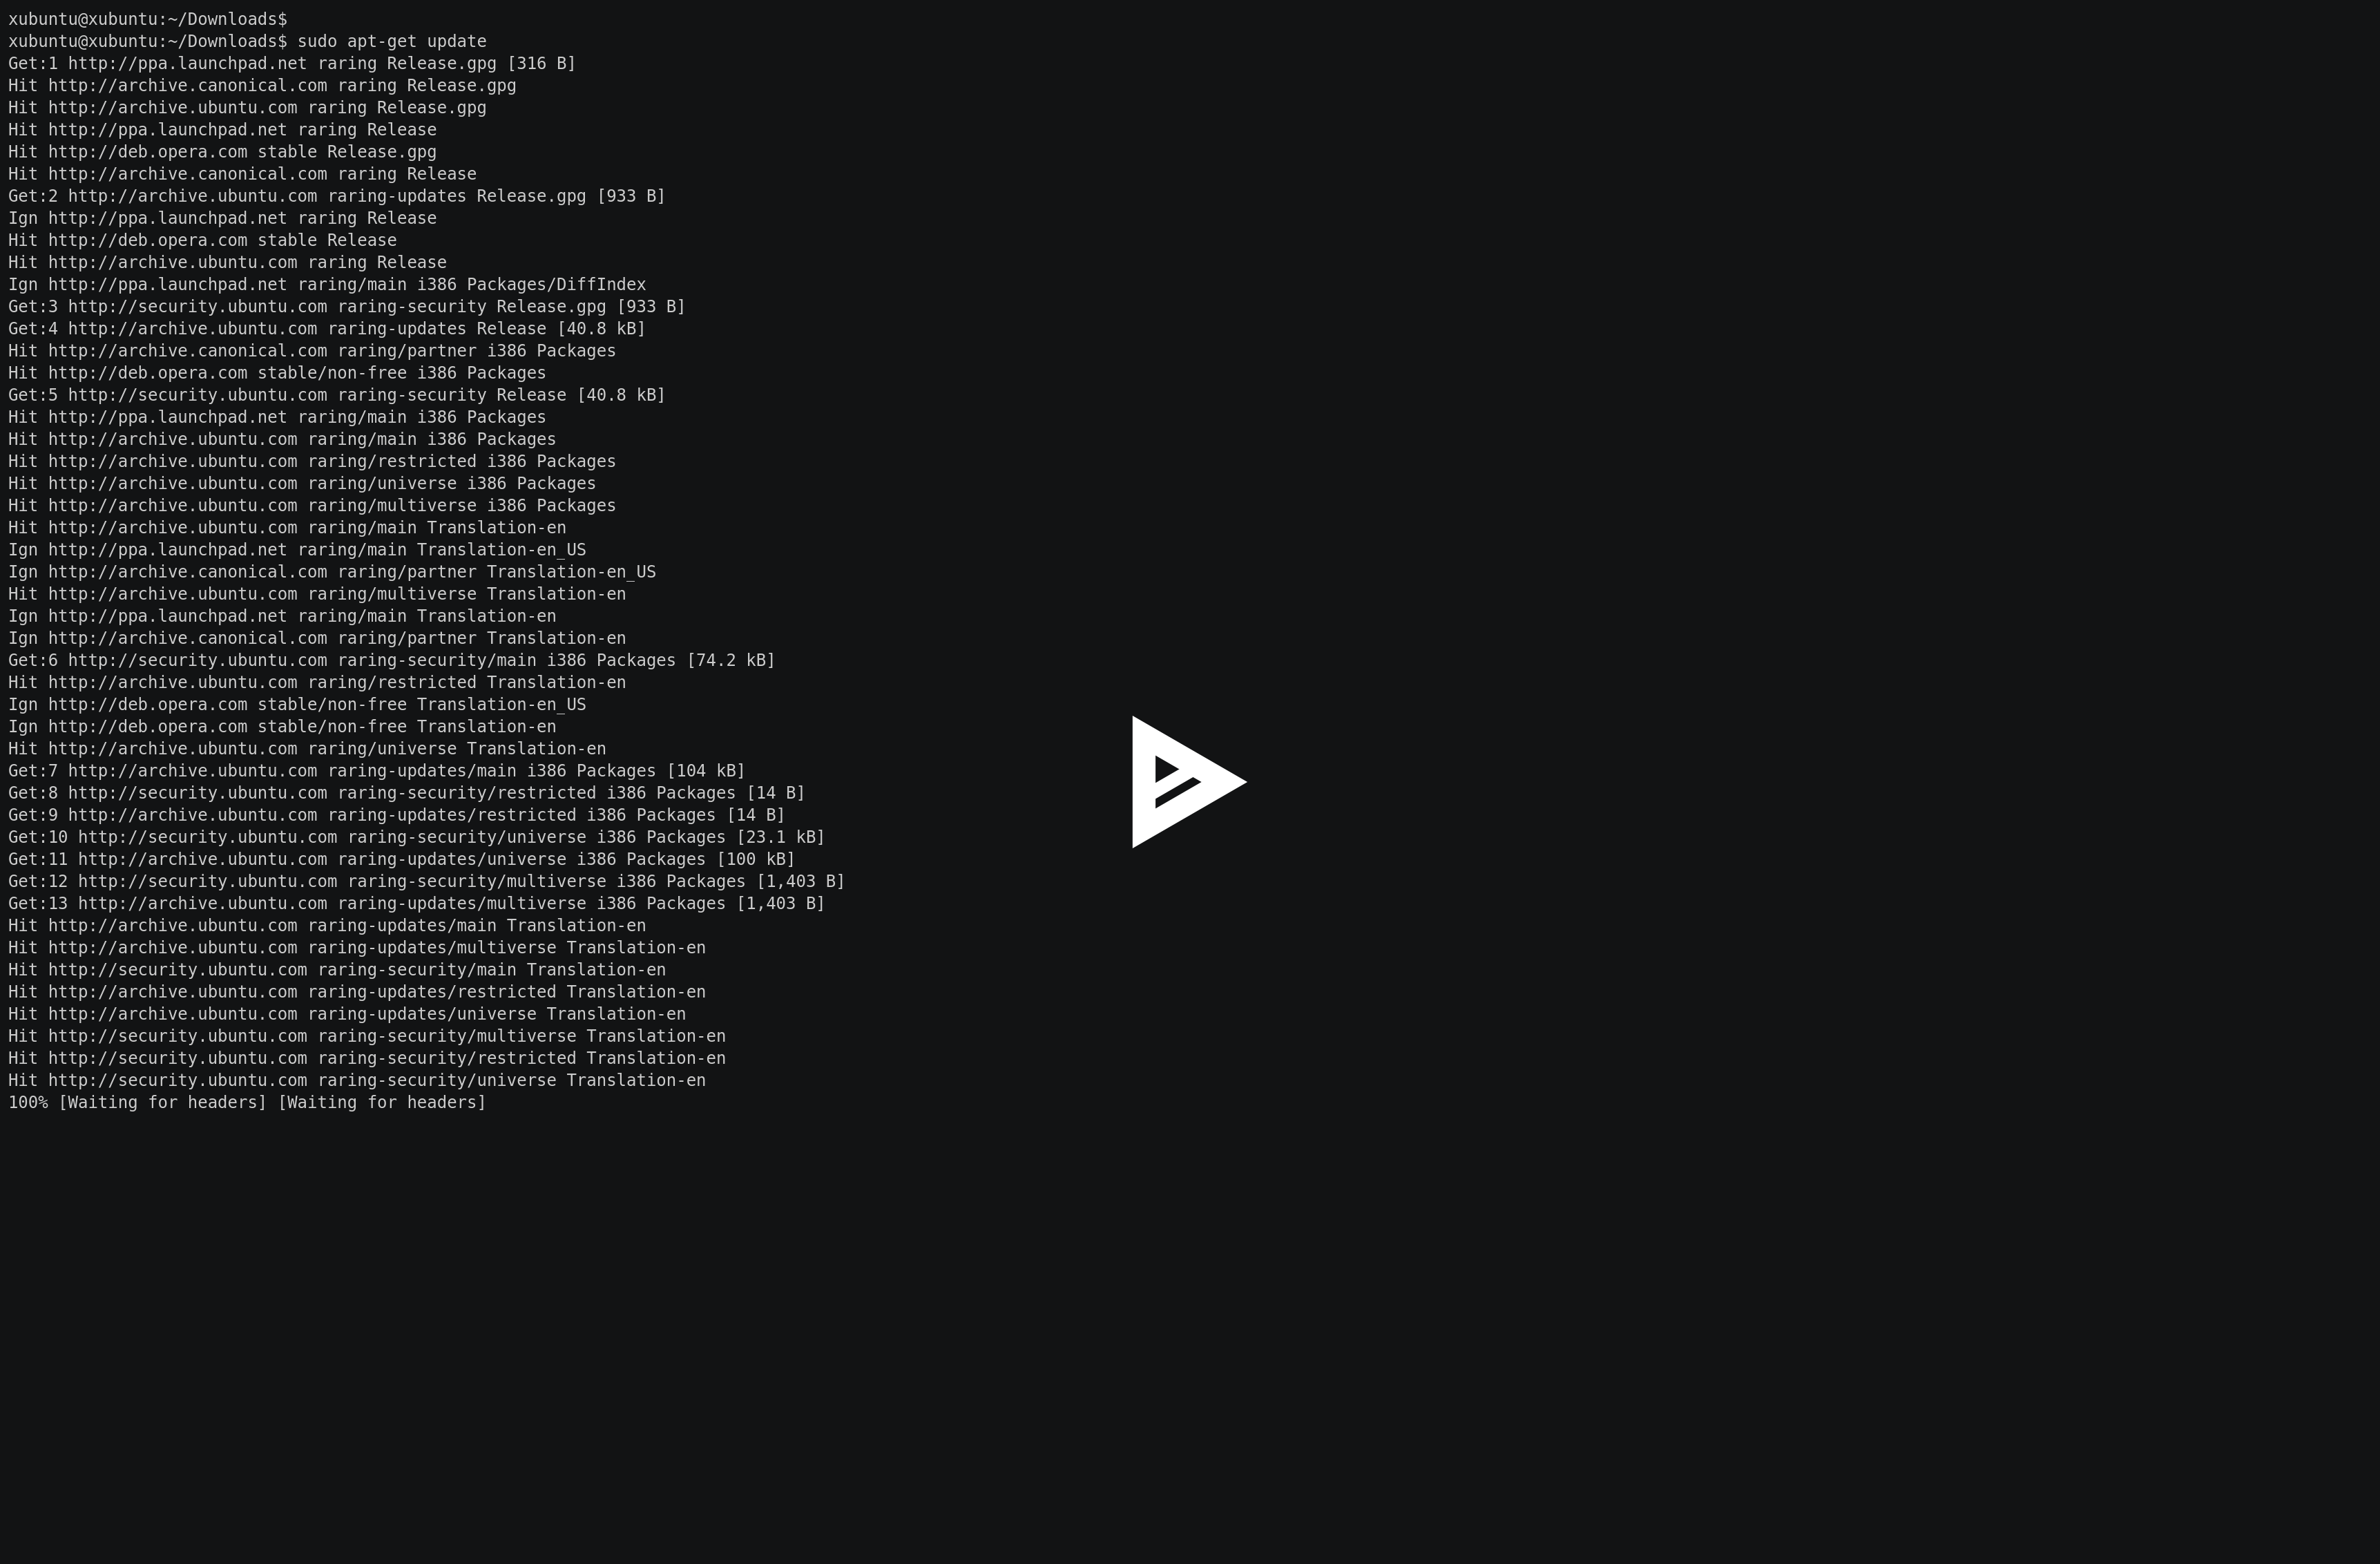 xubuntu@xubuntu:~/Downloads$
xubuntu@xubuntu:~/Downloads$ sudo apt-get update
Get:1 http://ppa.launchpad.net raring Release.gpg [316 B]
Hit http://archive.canonical.com raring Release.gpg
Hit http://archive.ubuntu.com raring Release.gpg
Hit http://ppa.launchpad.net raring Release
Hit http://deb.opera.com stable Release.gpg
Hit http://archive.canonical.com raring Release
Get:2 http://archive.ubuntu.com raring-updates Release.gpg [933 B]
Ign http://ppa.launchpad.net raring Release
Hit http://deb.opera.com stable Release
Hit http://archive.ubuntu.com raring Release
Ign http://ppa.launchpad.net raring/main i386 Packages/DiffIndex
Get:3 http://security.ubuntu.com raring-security Release.gpg [933 B]
Get:4 http://archive.ubuntu.com raring-updates Release [40.8 kB]
Hit http://archive.canonical.com raring/partner i386 Packages
Hit http://deb.opera.com stable/non-free i386 Packages
Get:5 http://security.ubuntu.com raring-security Release [40.8 kB]
Hit http://ppa.launchpad.net raring/main i386 Packages
Hit http://archive.ubuntu.com raring/main i386 Packages
Hit http://archive.ubuntu.com raring/restricted i386 Packages
Hit http://archive.ubuntu.com raring/universe i386 Packages
Hit http://archive.ubuntu.com raring/multiverse i386 Packages
Hit http://archive.ubuntu.com raring/main Translation-en
Ign http://ppa.launchpad.net raring/main Translation-en_US
Ign http://archive.canonical.com raring/partner Translation-en_US
Hit http://archive.ubuntu.com raring/multiverse Translation-en
Ign http://ppa.launchpad.net raring/main Translation-en
Ign http://archive.canonical.com raring/partner Translation-en
Get:6 http://security.ubuntu.com raring-security/main i386 Packages [74.2 kB]
Hit http://archive.ubuntu.com raring/restricted Translation-en
Ign http://deb.opera.com stable/non-free Translation-en_US
Ign http://deb.opera.com stable/non-free Translation-en
Hit http://archive.ubuntu.com raring/universe Translation-en
Get:7 http://archive.ubuntu.com raring-updates/main i386 Packages [104 kB]
Get:8 http://security.ubuntu.com raring-security/restricted i386 Packages [14 B]
Get:9 http://archive.ubuntu.com raring-updates/restricted i386 Packages [14 B]
Get:10 http://security.ubuntu.com raring-security/universe i386 Packages [23.1 kB]
Get:11 http://archive.ubuntu.com raring-updates/universe i386 Packages [100 kB]
Get:12 http://security.ubuntu.com raring-security/multiverse i386 Packages [1,403 B]
Get:13 http://archive.ubuntu.com raring-updates/multiverse i386 Packages [1,403 B]
Hit http://archive.ubuntu.com raring-updates/main Translation-en
Hit http://archive.ubuntu.com raring-updates/multiverse Translation-en
Hit http://security.ubuntu.com raring-security/main Translation-en
Hit http://archive.ubuntu.com raring-updates/restricted Translation-en
Hit http://archive.ubuntu.com raring-updates/universe Translation-en
Hit http://security.ubuntu.com raring-security/multiverse Translation-en
Hit http://security.ubuntu.com raring-security/restricted Translation-en
Hit http://security.ubuntu.com raring-security/universe Translation-en
100% [Waiting for headers] [Waiting for headers]